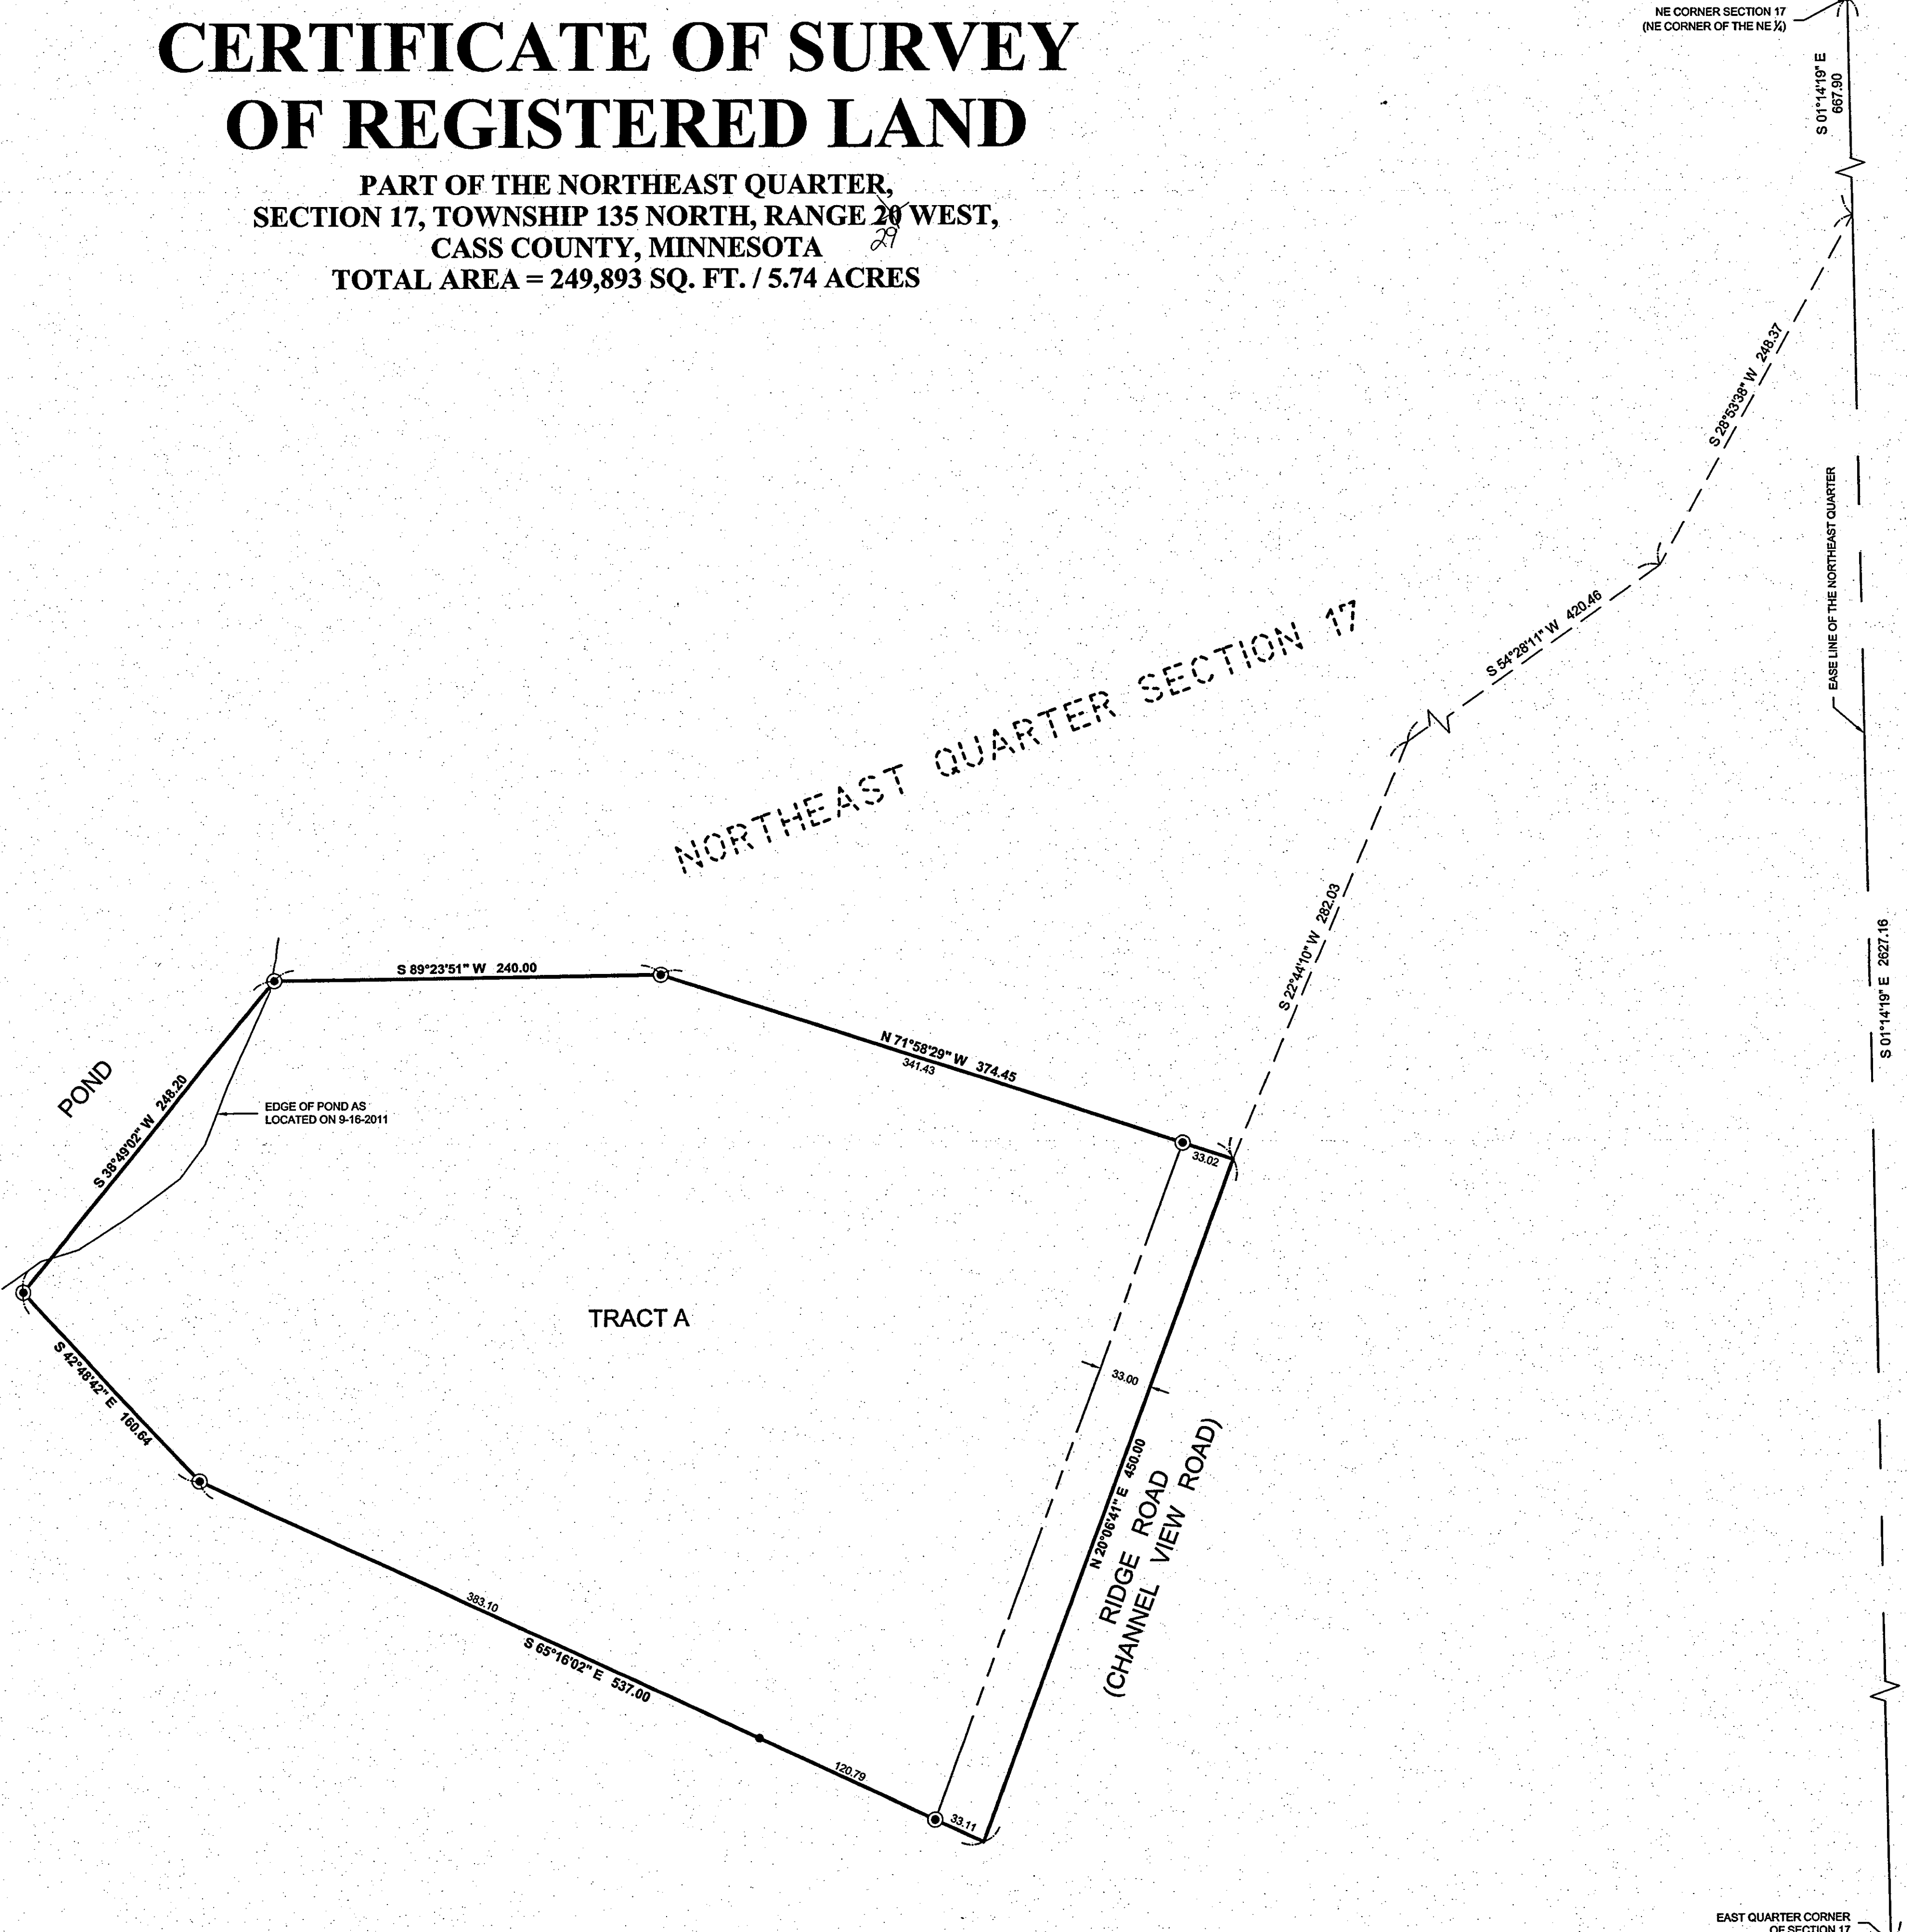 CERTIFICATE OF SURVEY
OF REGISTERED LAND
PART OF THE NORTHEAST QUARTER,
SECTION 17, TOWNSHIP 135 NORTH, RANGE 20 WEST,
29
CASS COUNTY, MINNESOTA
TOTAL AREA = 249,893 SQ. FT. / 5.74 ACRES
NE CORNER SECTION 17
(NE CORNER OF THE NE ¼)
S 01°14'19" E
667.90
S 28°53'38" W 248.37
EASE LINE OF THE NORTHEAST QUARTER
S 54°28'11" W 420.46
NORTHEAST QUARTER SECTION 17
S 22°44'10" W 282.03
S 01°14'19" E 2627.16
S 89°23'51" W 240.00
N 71°58'29" W 374.45
341.43
33.02
POND
S 38°49'02" W 248.20
EDGE OF POND AS
LOCATED ON 9-16-2011
TRACT A
33.00
S 42°48'42" E 160.64
N 20°06'41" E 450.00
RIDGE ROAD
(CHANNEL VIEW ROAD)
383.10
S 65°16'02" E 537.00
120.79
33.11
EAST QUARTER CORNER
OF SECTION 17